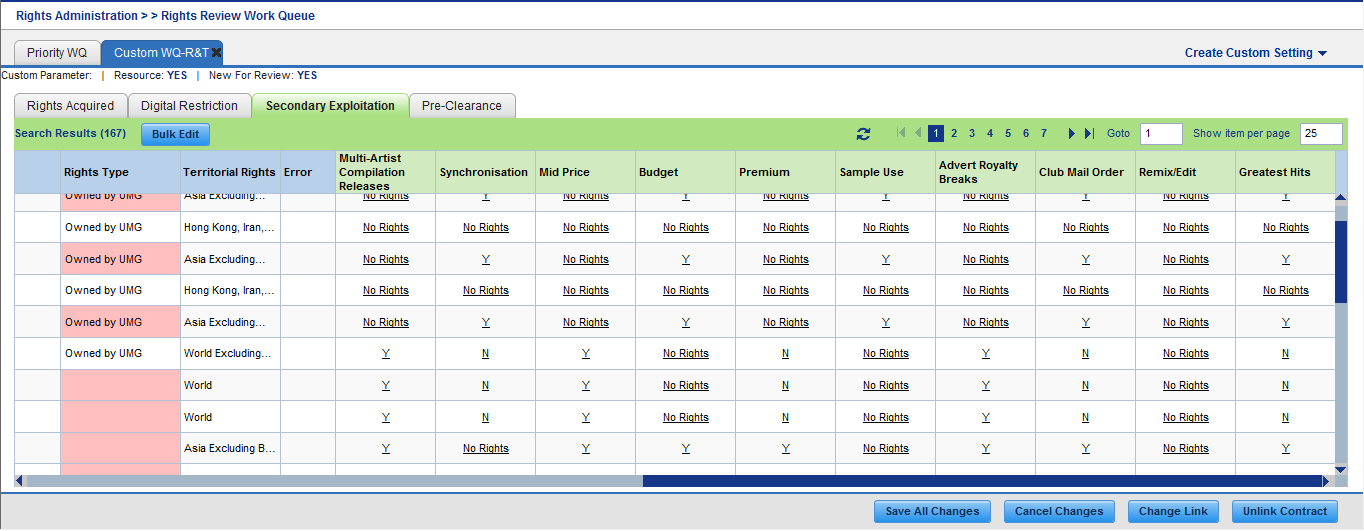 Rights Administration > > Rights Review Work Queue
Priority WQ Custom WQ-R&T Create Custom Setting
Custom Parameter: | Resource: YES | New For Review: YES
Rights Acquired Digital Restriction Secondary Exploitation Pre-Clearance
Search Results (167) Bulk Edit 1 2 3 4 5 6 7 Goto 1 Show item per page 25
Rights Type Territorial Rights Error Multi-Artist Compilation Releases Synchronisation Mid Price Budget Premium Sample Use Advert Royalty Breaks Club Mail Order Remix/Edit Greatest Hits
Owned by UMG Asia Excluding... No Rights Y No Rights Y No Rights Y No Rights Y No Rights Y
Owned by UMG Hong Kong, Iran,... No Rights No Rights No Rights No Rights No Rights No Rights No Rights No Rights No Rights No Rights
Owned by UMG Asia Excluding... No Rights Y No Rights Y No Rights Y No Rights Y No Rights Y
Owned by UMG Hong Kong, Iran,... No Rights No Rights No Rights No Rights No Rights No Rights No Rights No Rights No Rights No Rights
Owned by UMG Asia Excluding... No Rights Y No Rights Y No Rights Y No Rights Y No Rights Y
Owned by UMG World Excluding... Y N Y No Rights N No Rights Y N No Rights N
World Y N Y No Rights N No Rights Y N No Rights N
World Y N Y No Rights N No Rights Y N No Rights N
Asia Excluding B... Y No Rights Y Y Y No Rights Y Y No Rights Y
Save All Changes Cancel Changes Change Link Unlink Contract